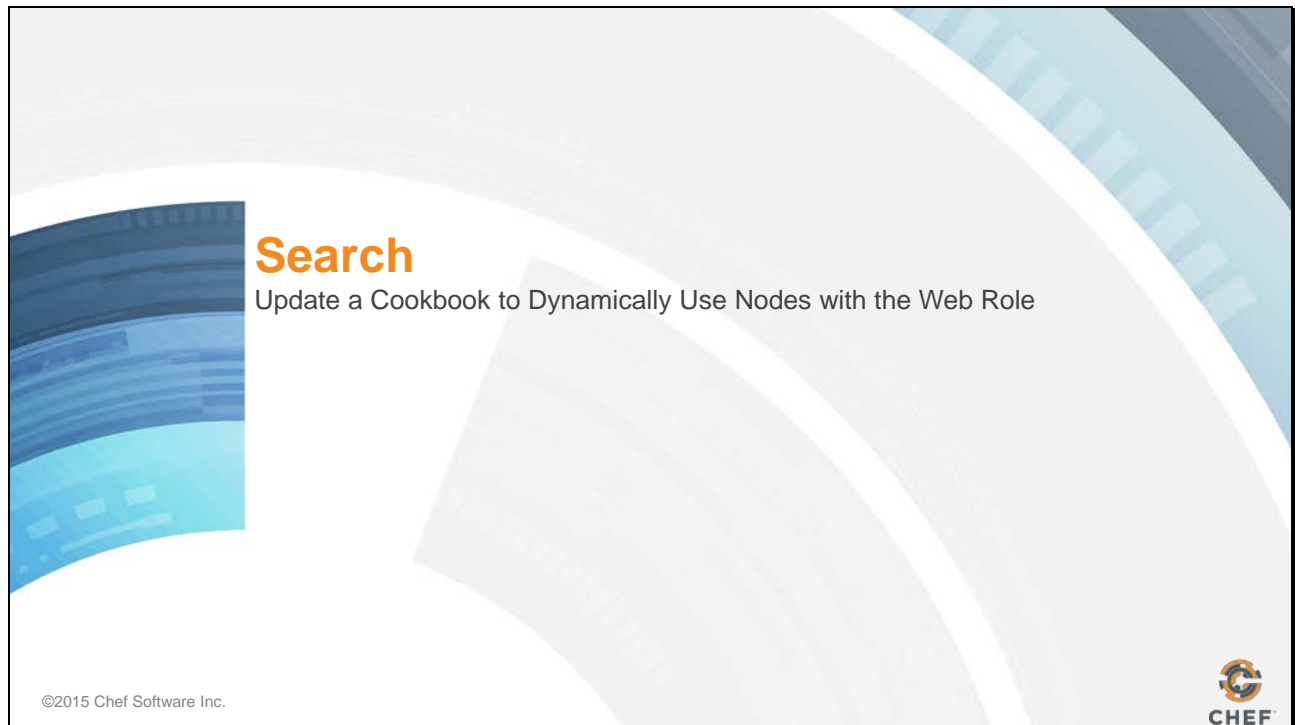 Search
Update a Cookbook to Dynamically Use Nodes with the Web Role
©2015 Chef Software Inc.
CHEF